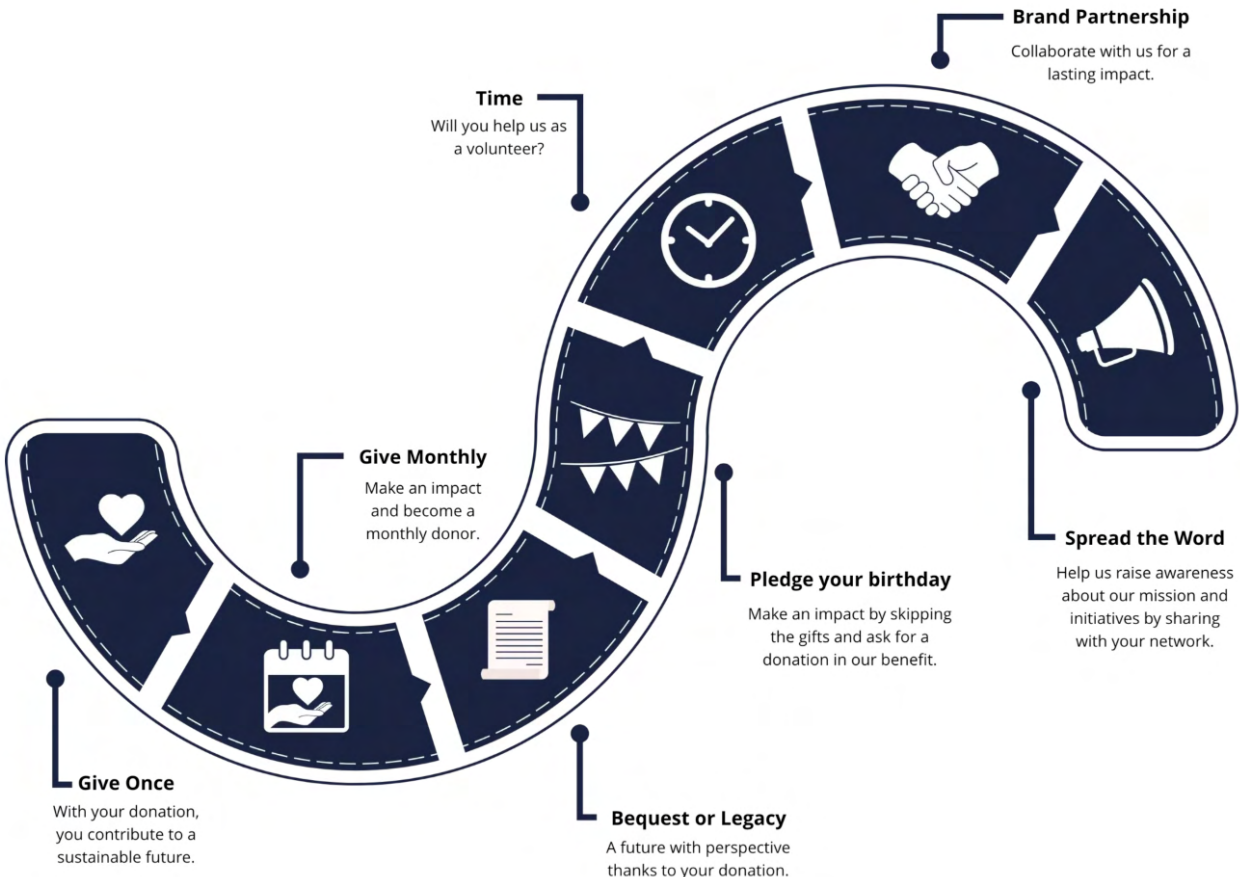 Brand Partnership
Collaborate with us for a
lasting impact.
Time
Will you help us as
a volunteer?
Give Monthly
Make an impact
and become a
monthly donor.
Spread the Word
Help us raise awareness
about our mission and
initiatives by sharing
with your network.
Pledge your birthday
Make an impact by skipping
the gifts and ask for a
donation in our benefit.
Give Once
With your donation,
you contribute to a
sustainable future.
Bequest or Legacy
A future with perspective
thanks to your donation.